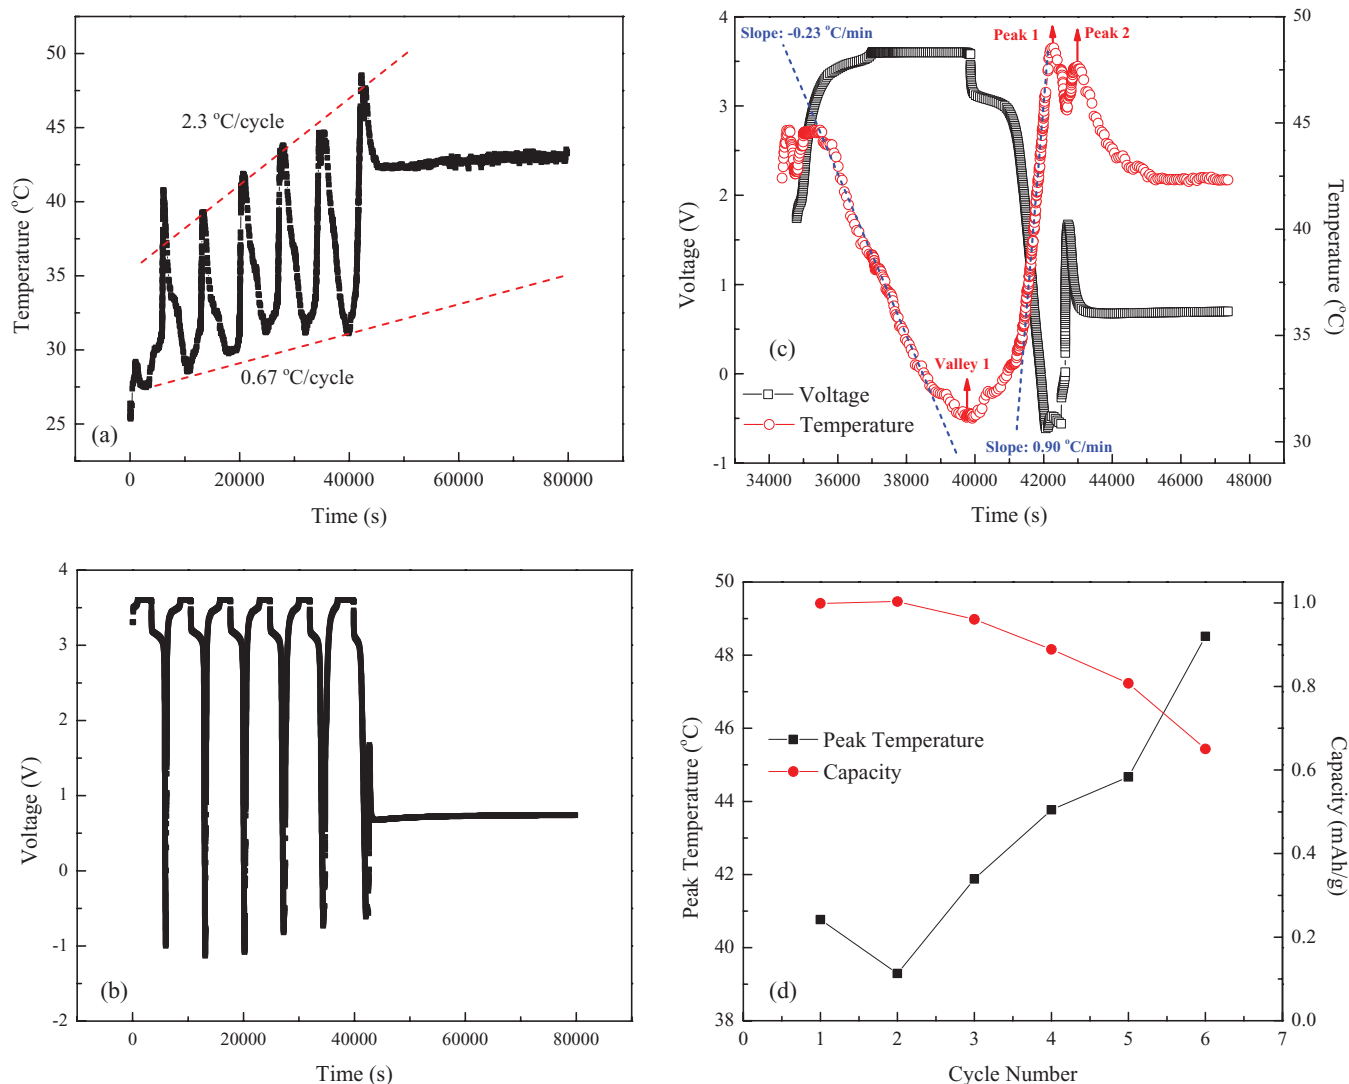 50
45
40
35
30
25
Temperature (°C)
2.3 °C/cycle
0.67 °C/cycle
(a)
0
20000
40000
60000
80000
Time (s)
4
3
2
1
0
-1
Voltage (V)
50
45
40
35
30
Temperature (°C)
Slope: -0.23 °C/min
Peak 1
Peak 2
(c)
Valley 1
Voltage
Temperature
Slope: 0.90 °C/min
34000
36000
38000
40000
42000
44000
46000
48000
Time (s)
4
3
2
1
0
-1
-2
Voltage (V)
(b)
0
20000
40000
60000
80000
Time (s)
50
48
46
44
42
40
38
Peak Temperature (°C)
1.0
0.8
0.6
0.4
0.2
0.0
Capacity (mAh/g)
Peak Temperature
Capacity
(d)
0
1
2
3
4
5
6
7
Cycle Number